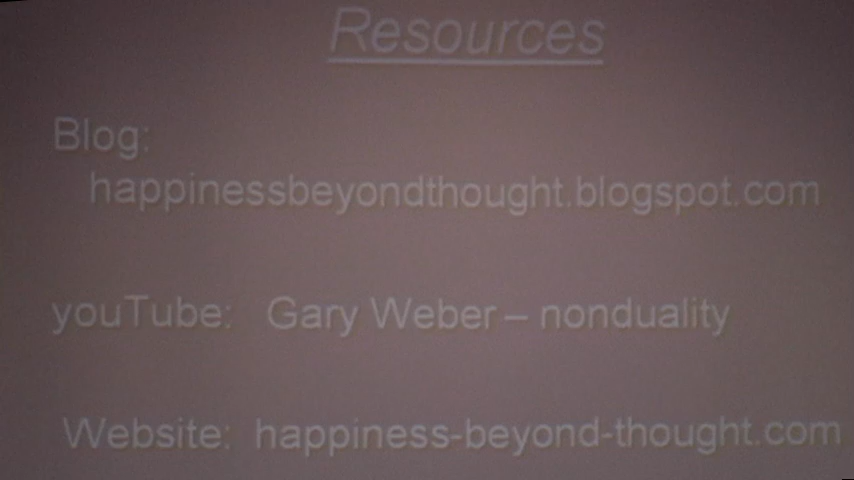 Resources
Blog:
happinessbeyondthought.blogspot.com
youTube: Gary Weber – nonduality
Website: happiness-beyond-thought.com